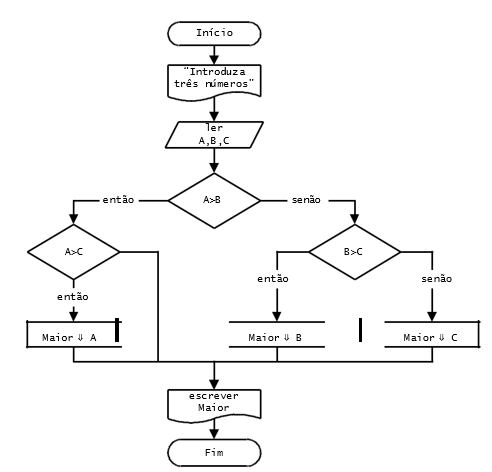 Início
"Introduza
três números"
ler
A,B,C
então
A>B
senão
A>C
B>C
então
então
senão
Maior ⇓ A
Maior ⇓ B
Maior ⇓ C
escrever
Maior
Fim